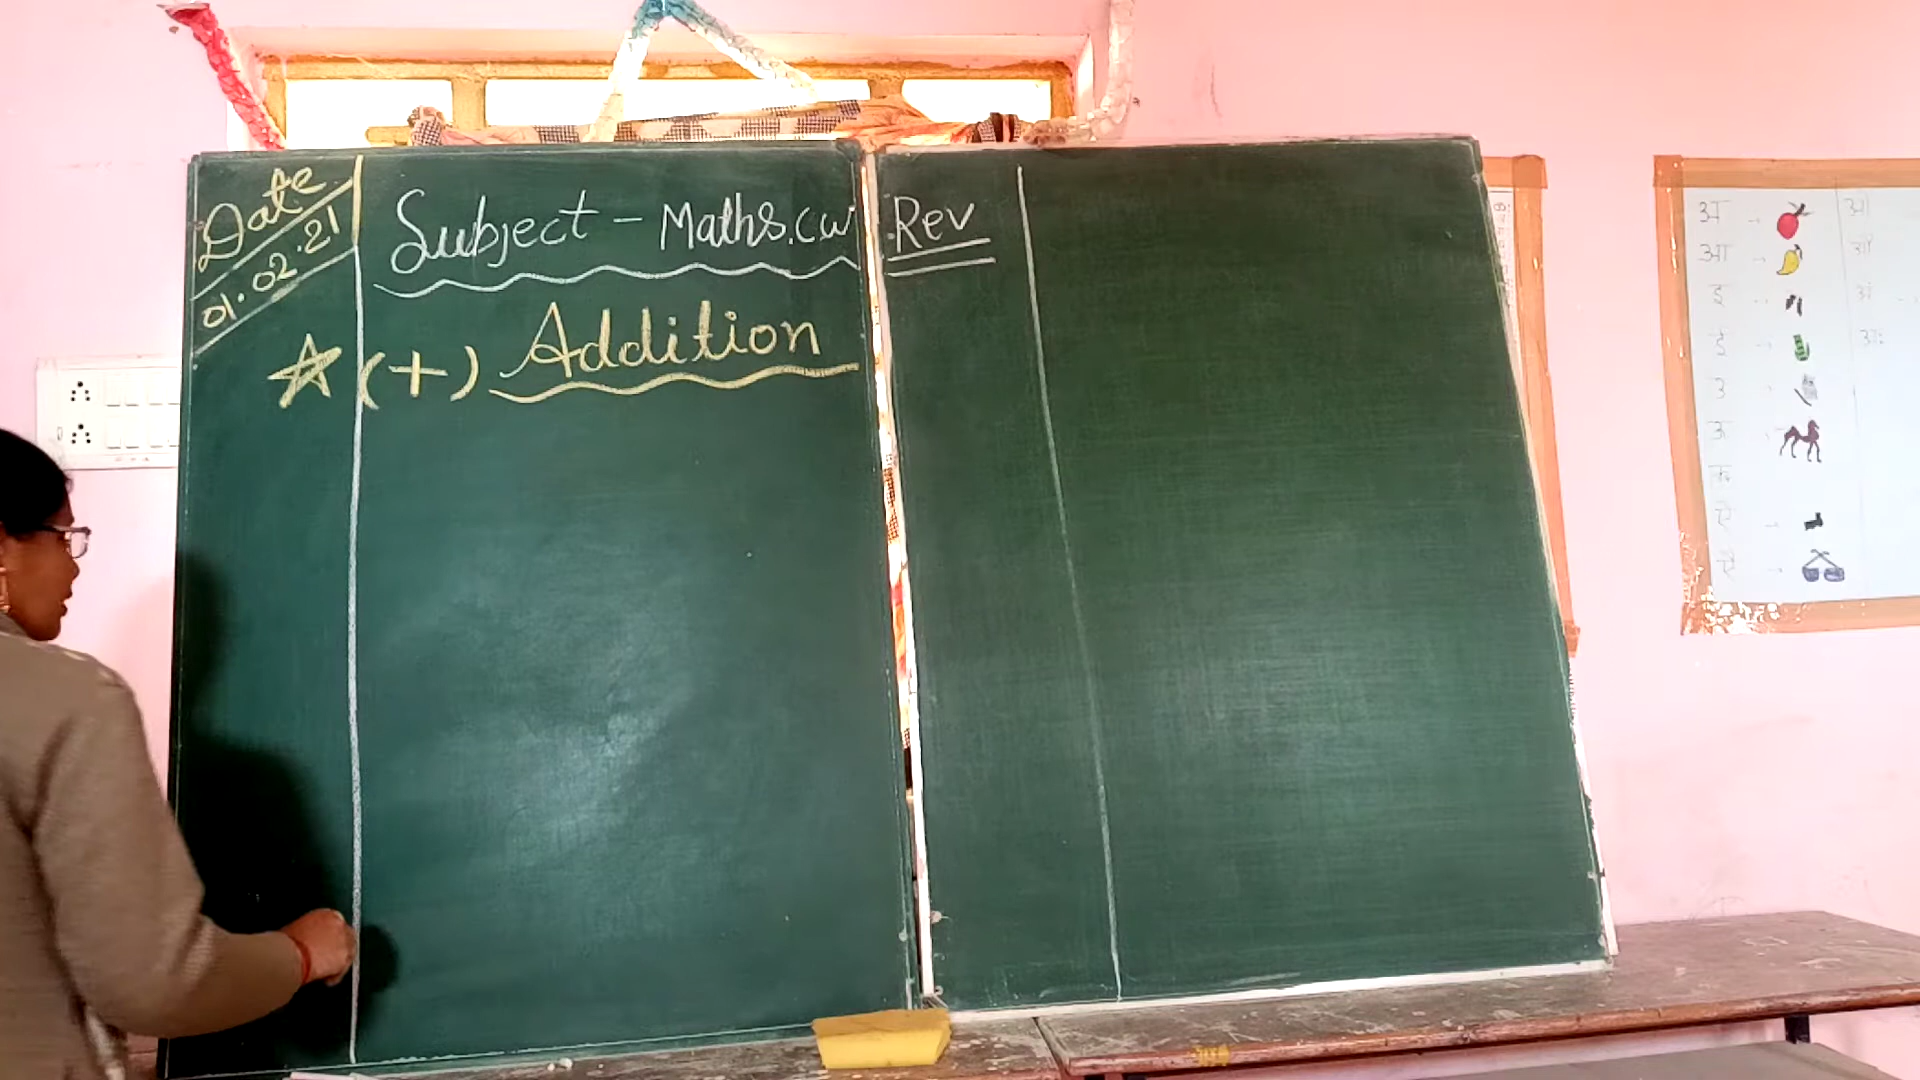 Date
01.02.21
Subject - Maths.cw .Rev
(+) Addition
अ
आ
इ
ई
उ
ऊ
ऐ